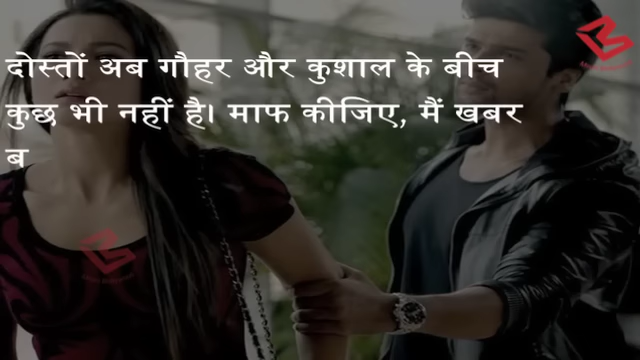 दोस्तों अब गौहर और कुशाल के बीच
कुछ भी नहीं है। माफ कीजिए, मैं खबर
ब